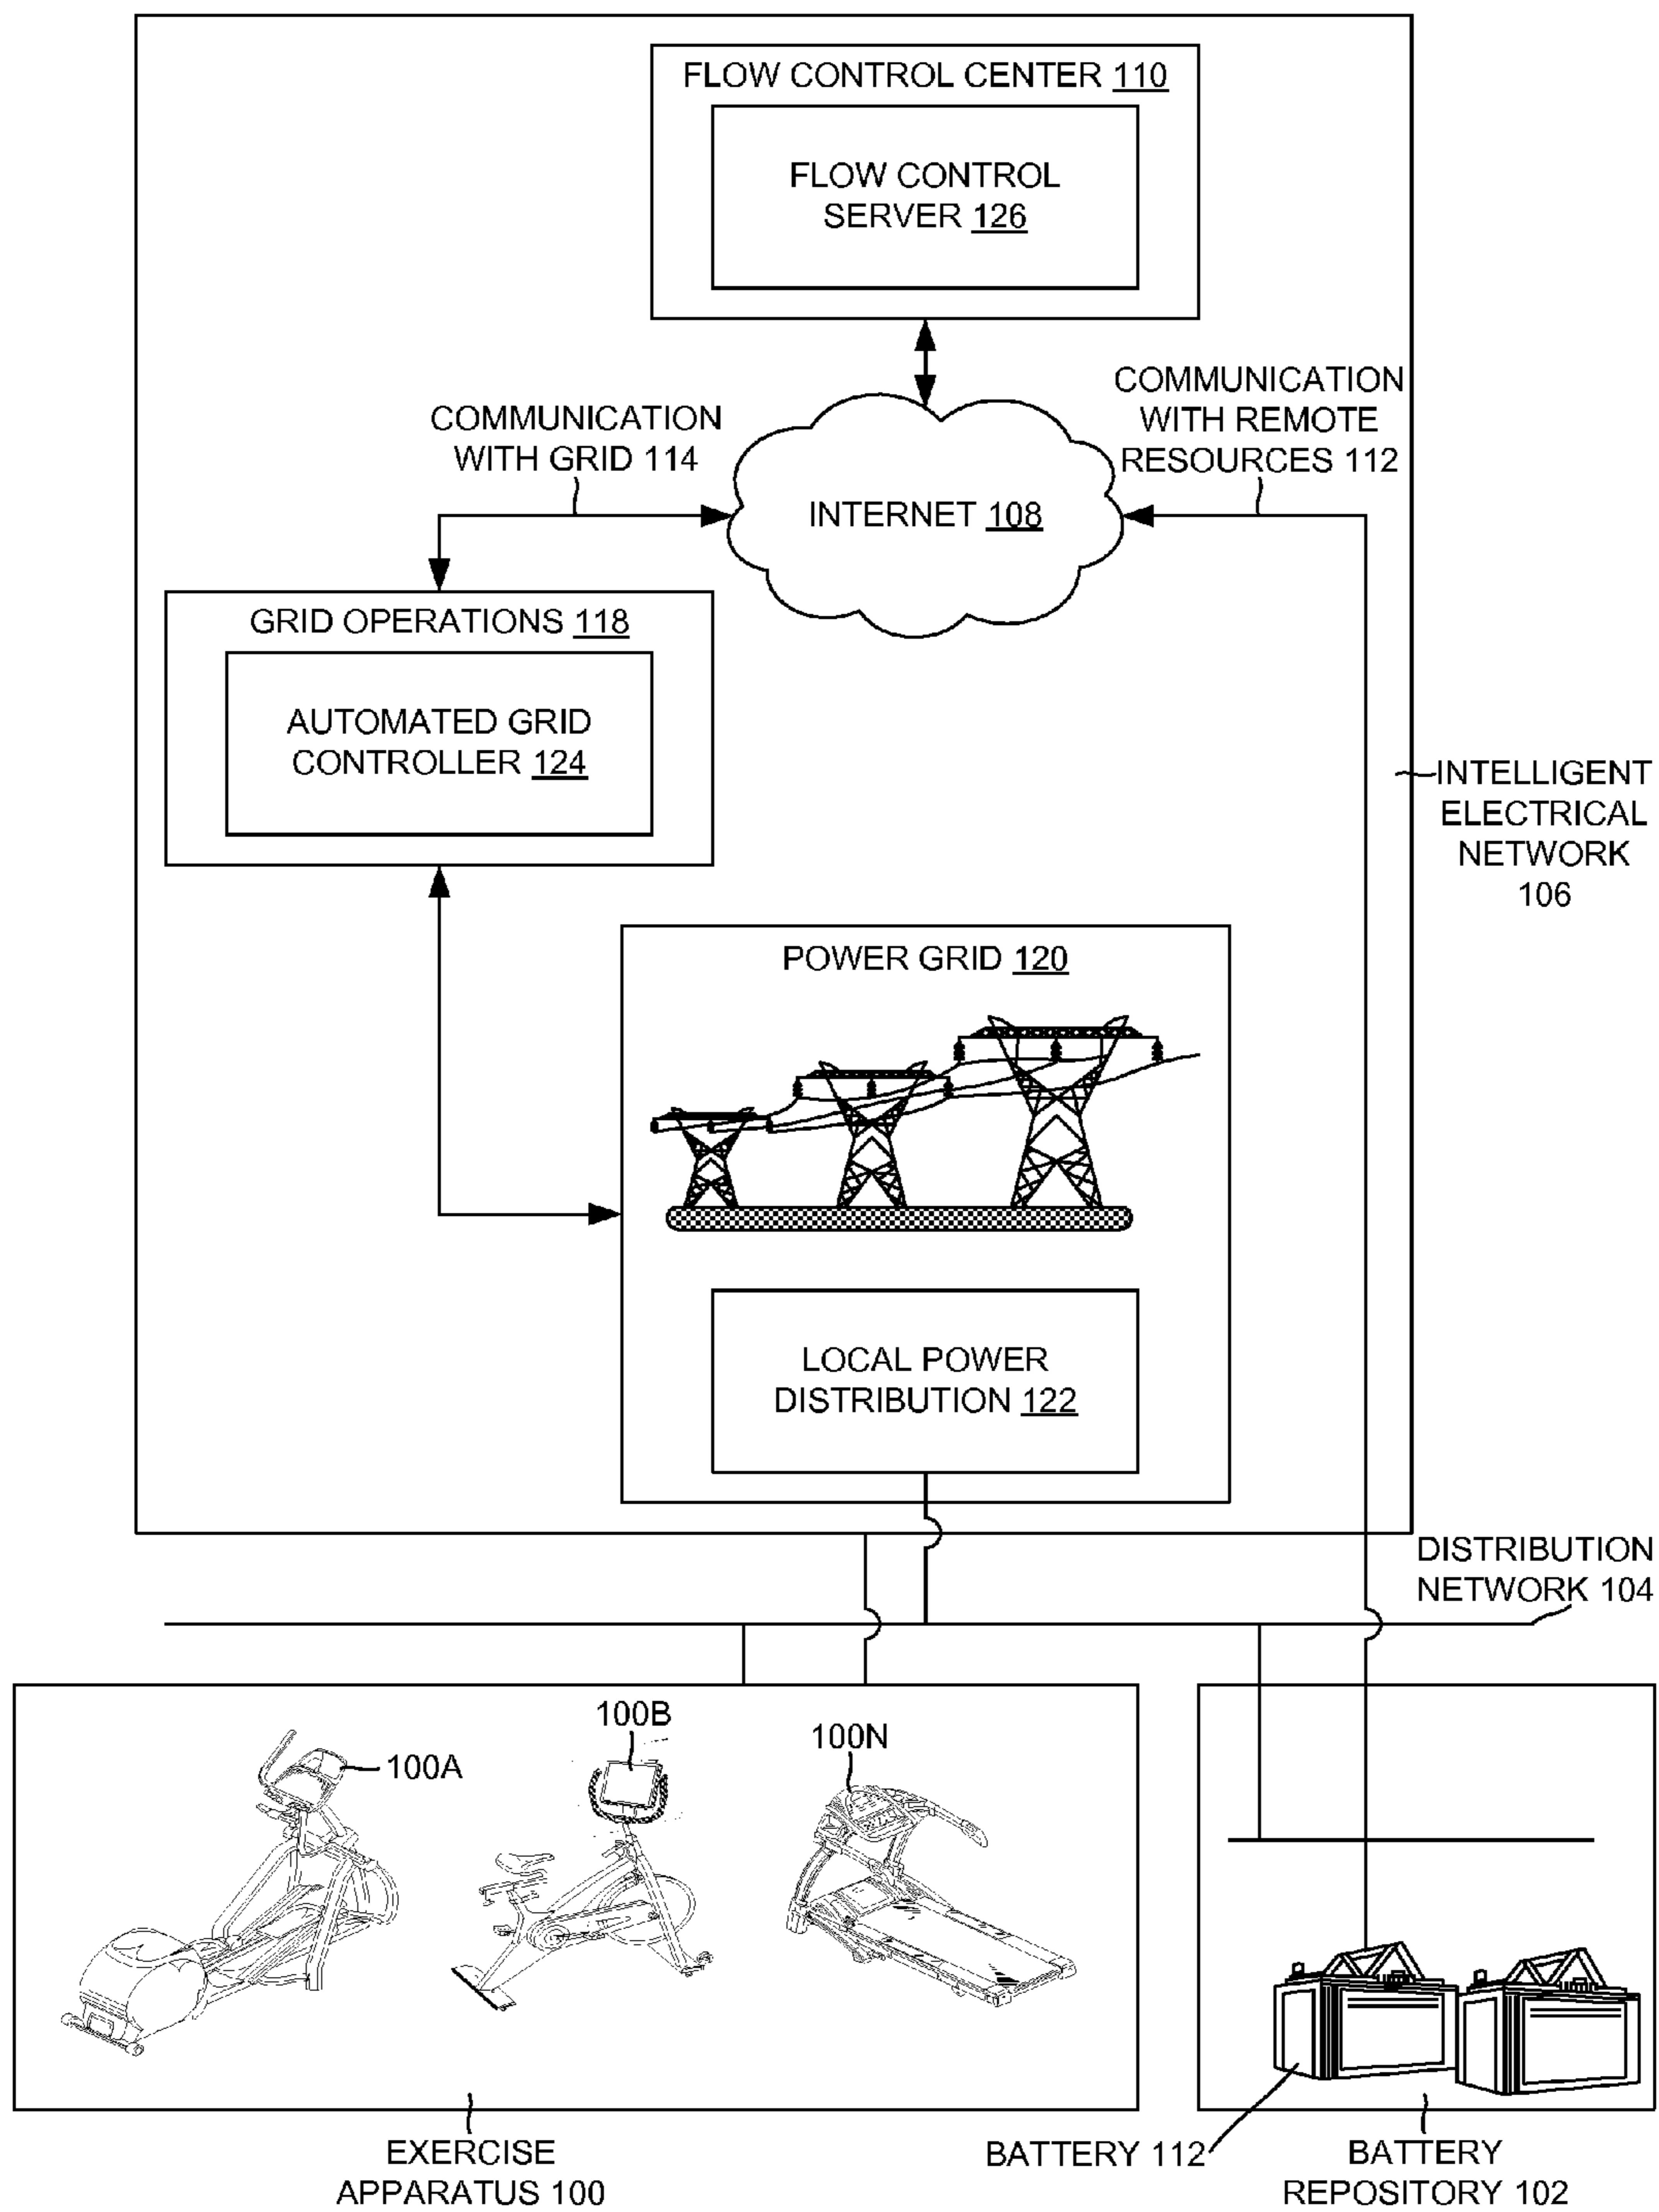 FLOW CONTROL CENTER 110
FLOW CONTROL
SERVER 126
COMMUNICATION
WITH REMOTE
RESOURCES 112
COMMUNICATION
WITH GRID 114
INTERNET 108
GRID OPERATIONS 118
AUTOMATED GRID
CONTROLLER 124
INTELLIGENT
ELECTRICAL
NETWORK
106
POWER GRID 120
LOCAL POWER
DISTRIBUTION 122
DISTRIBUTION
NETWORK 104
100A
100B
100N
EXERCISE
APPARATUS 100
BATTERY 112
BATTERY
REPOSITORY 102